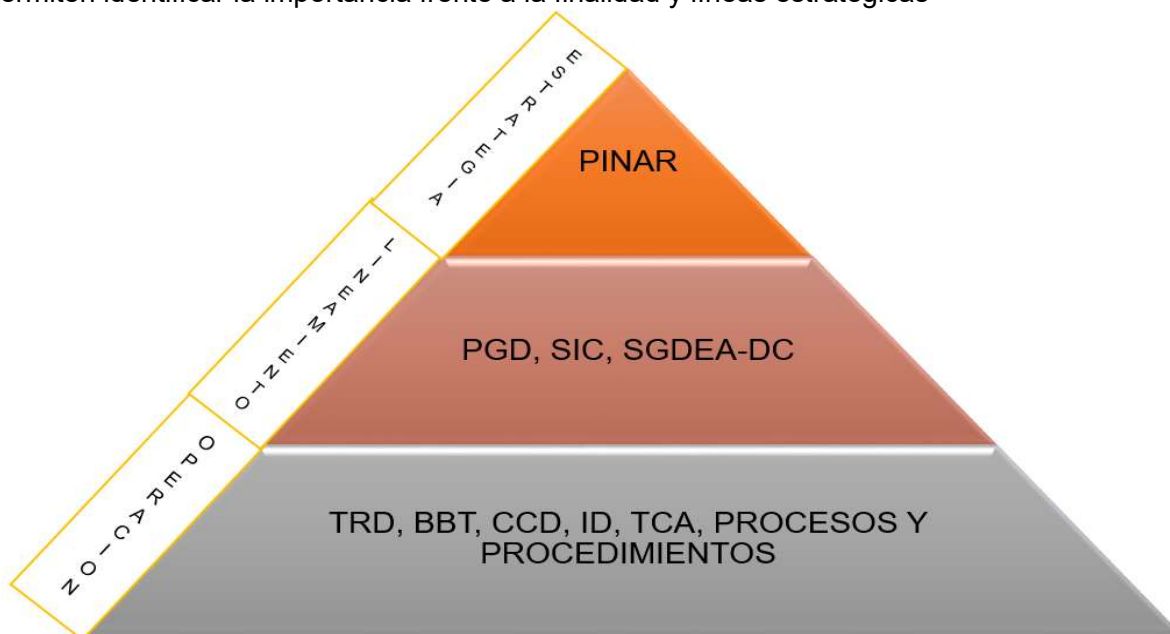 ermiten identificar la importancia frente a la finalidad y líneas estratégicas
ESTRATEGIA
PINAR
LINEAMIENTO
PGD, SIC, SGDEA-DC
OPERACION
TRD, BBT, CCD, ID, TCA, PROCESOS Y
PROCEDIMIENTOS